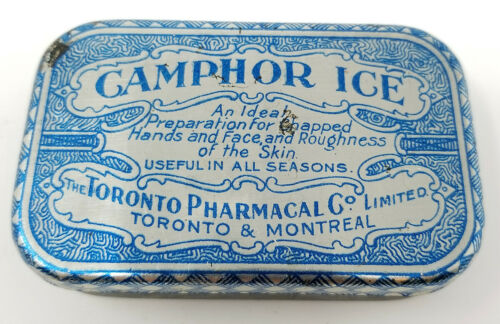 CAMPHOR ICE
An Ideal
Preparation for Chapped
Hands and Face, and Roughness
of the Skin.
USEFUL IN ALL SEASONS.
THE TORONTO PHARMACAL Co. LIMITED.
TORONTO & MONTREAL